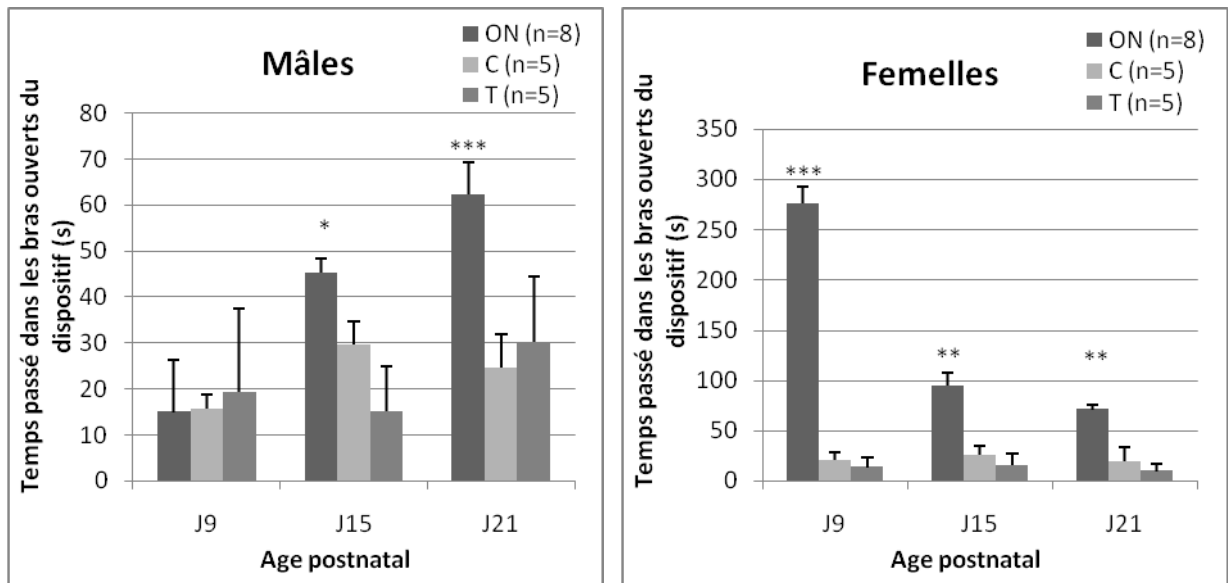 Mâles
ON (n=8)
C (n=5)
T (n=5)
Temps passé dans les bras ouverts du
dispositif (s)
80
70
60
50
40
30
20
10
0
***
*
J9
J15
J21
Age postnatal
Femelles
ON (n=8)
C (n=5)
T (n=5)
Temps passé dans les bras ouverts du
dispositif (s)
350
300
250
200
150
100
50
0
***
**
**
J9
J15
J21
Age postnatal